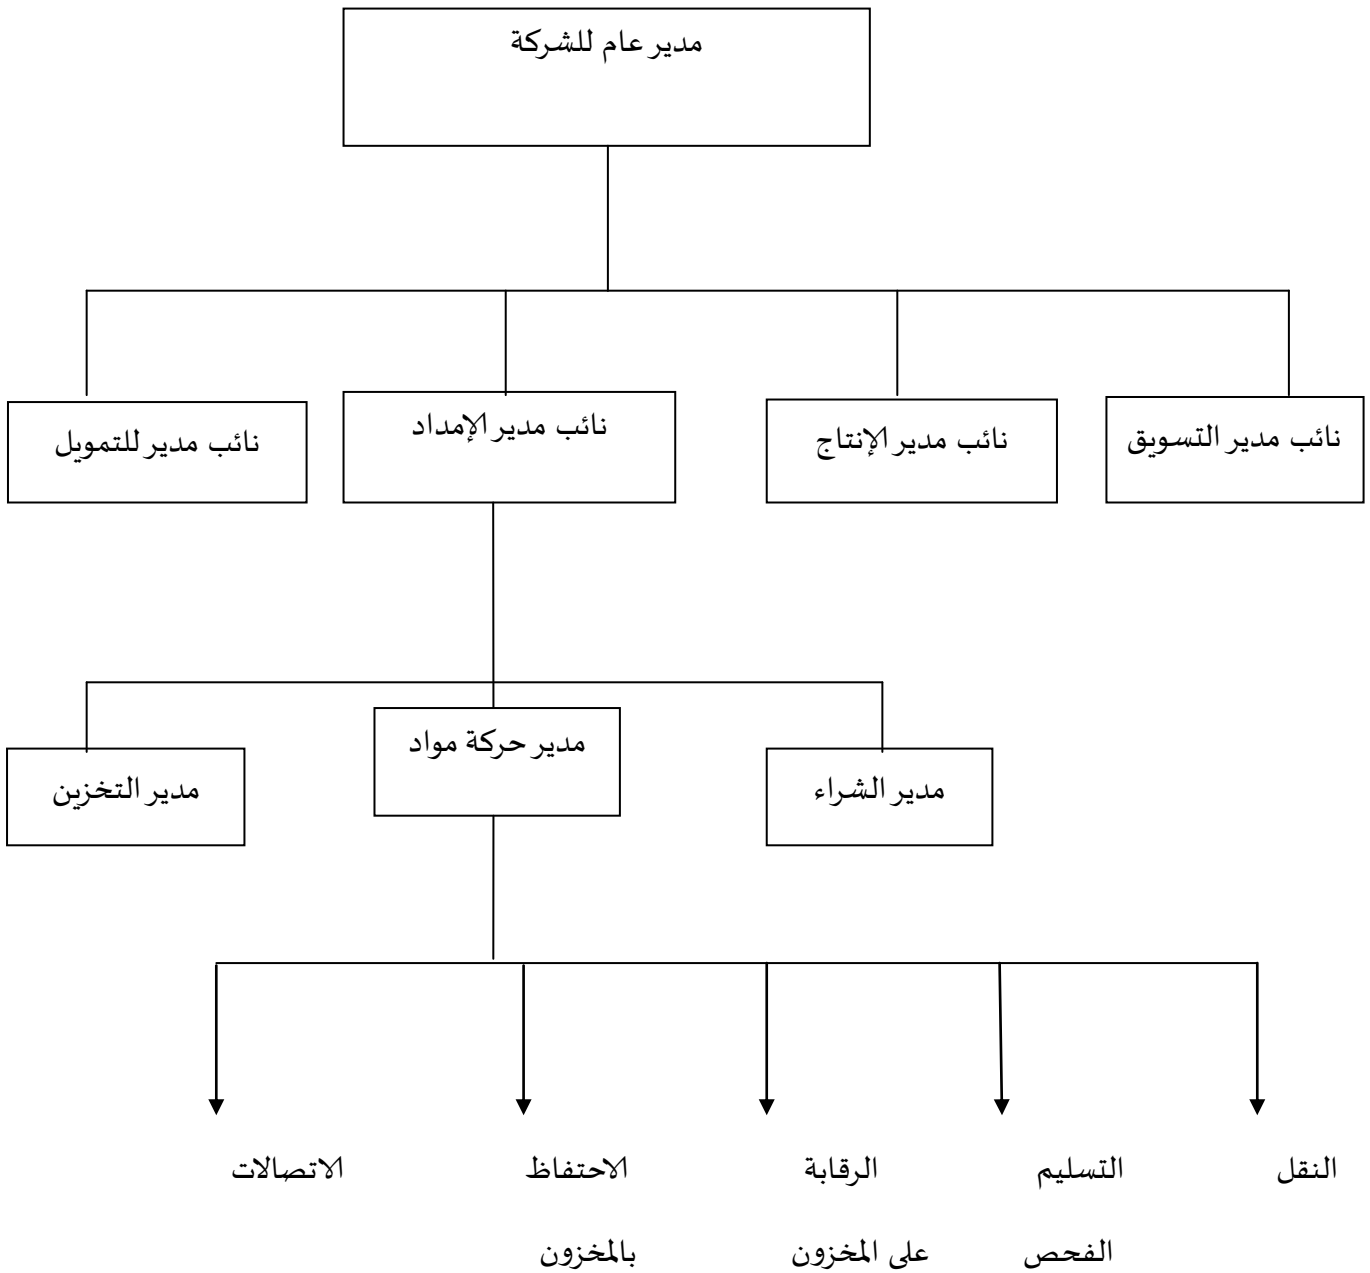 مدير عام للشركة
نائب مدير التسويق
نائب مدير الإنتاج
نائب مدير الإمداد
نائب مدير للتمويل
مدير الشراء
مدير حركة مواد
مدير التخزين
النقل
التسليم
الفحص
الرقابة
على المخزون
الاحتفاظ
بالمخزون
الاتصالات